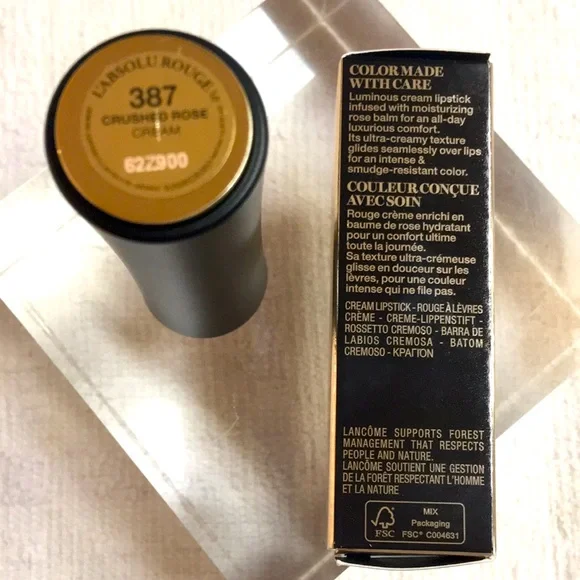 L'ABSOLU ROUGE
387
CRUSHED ROSE
CREAM
62Z900
COLOR MADE
WITH CARE
Luminous cream lipstick
infused with moisturizing
rose balm for an all-day
luxurious comfort.
Its ultra-creamy texture
glides seamlessly over lips
for an intense &
smudge-resistant color.
COULEUR CONÇUE
AVEC SOIN
Rouge crème enrichi en
baume de rose hydratant
pour un confort ultime
toute la journée.
Sa texture ultra-crémeuse
glisse en douceur sur les
lèvres, pour une couleur
intense qui ne file pas.
CREAM LIPSTICK - ROUGE À LÈVRES
CRÈME - CREME-LIPPENSTIFT -
ROSSETTO CREMOSO - BARRA DE
LABIOS CREMOSA - BATOM
CREMOSO - ΚΡΑΓΙΟΝ
LANCÔME SUPPORTS FOREST
MANAGEMENT THAT RESPECTS
PEOPLE AND NATURE.
LANCÔME SOUTIENT UNE GESTION
DE LA FORÊT RESPECTANT L'HOMME
ET LA NATURE
FSC
MIX
Packaging
FSC® C004631